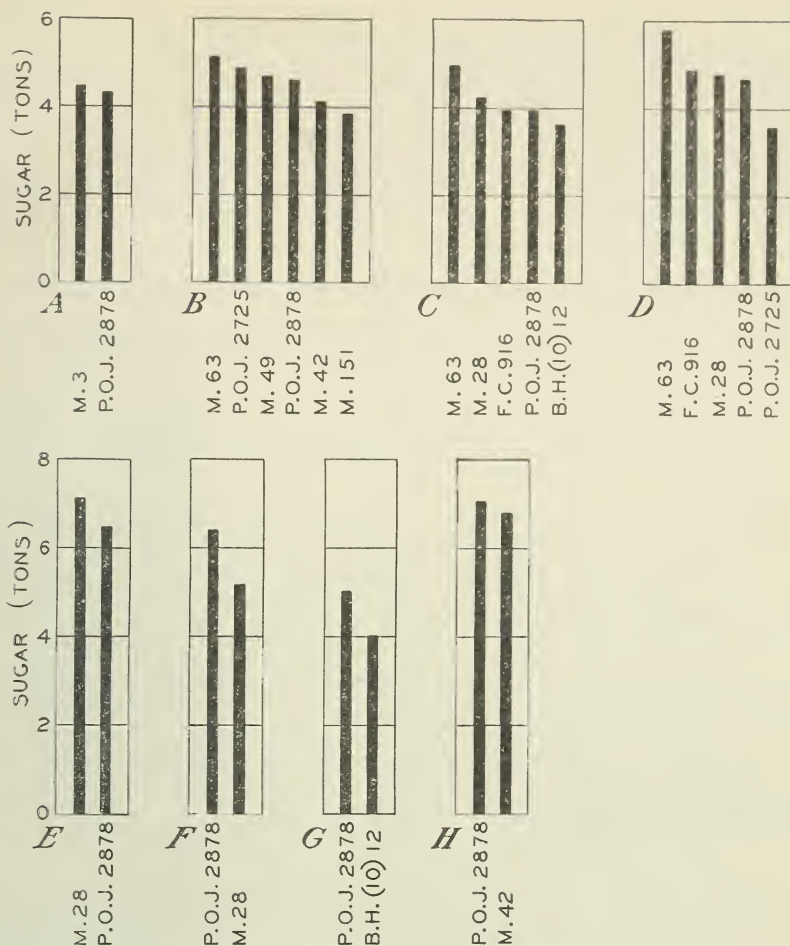 SUGAR (TONS)
6
4
2
0
A
M.3
P.O.J. 2878
B
M.63
P.O.J. 2725
M.49
P.O.J. 2878
M.42
M.151
C
M.63
M.28
F.C.916
P.O.J. 2878
B.H.(10)12
D
M.63
F.C.916
M.28
P.O.J. 2878
P.O.J. 2725
SUGAR (TONS)
8
6
4
2
0
E
M.28
P.O.J. 2878
F
P.O.J. 2878
M.28
G
P.O.J. 2878
B.H.(10)12
H
P.O.J. 2878
M.42